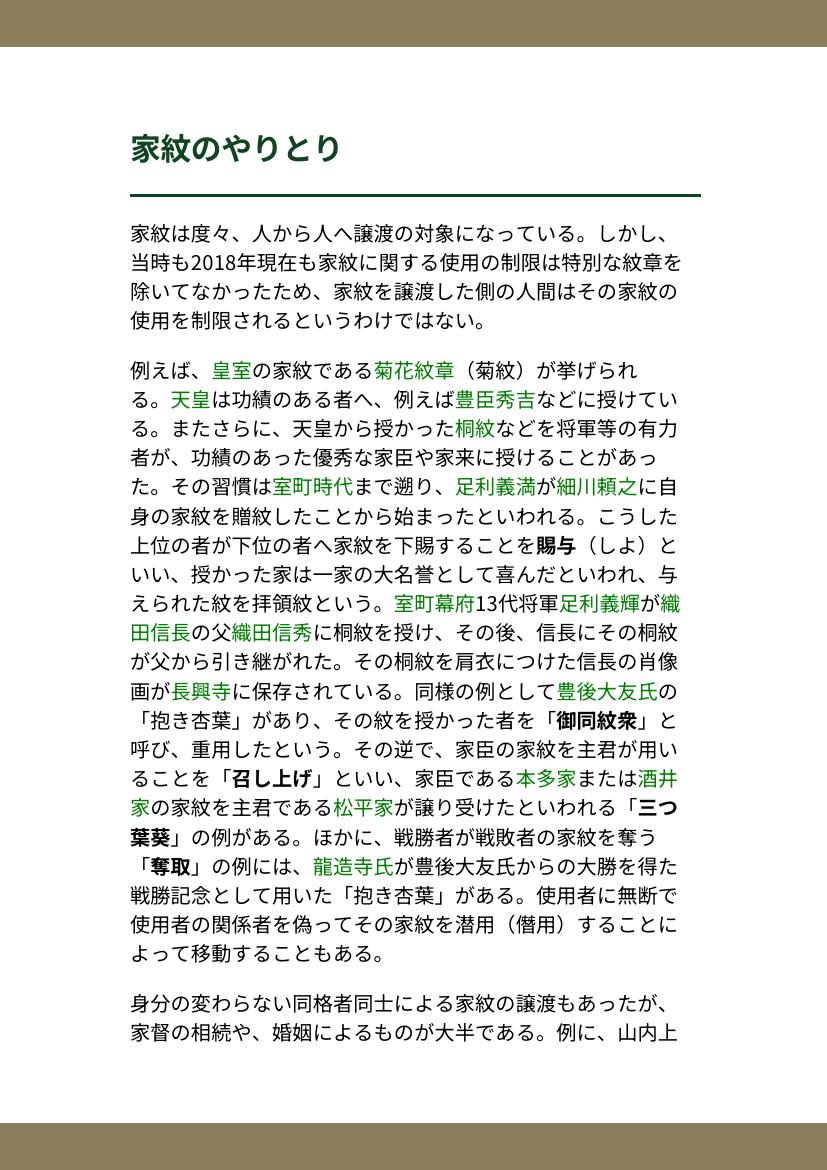 家紋のやりとり
家紋は度々、人から人へ譲渡の対象になっている。しかし、
当時も2018年現在も家紋に関する使用の制限は特別な紋章を
除いてなかったため、家紋を譲渡した側の人間はその家紋の
使用を制限されるというわけではない。
例えば、皇室の家紋である菊花紋章（菊紋）が挙げられ
る。天皇は功績のある者へ、例えば豊臣秀吉などに授けてい
る。またさらに、天皇から授かった桐紋などを将軍等の有力
者が、功績のあった優秀な家臣や家来に授けることがあっ
た。その習慣は室町時代まで遡り、足利義満が細川頼之に自
身の家紋を贈紋したことから始まったといわれる。こうした
上位の者が下位の者へ家紋を下賜することを賜与（しよ）と
いい、授かった家は一家の大名誉として喜んだといわれ、与
えられた紋を拝領紋という。室町幕府13代将軍足利義輝が織
田信長の父織田信秀に桐紋を授け、その後、信長にその桐紋
が父から引き継がれた。その桐紋を肩衣につけた信長の肖像
画が長興寺に保存されている。同様の例として豊後大友氏の
「抱き杏葉」があり、その紋を授かった者を「御同紋衆」と
呼び、重用したという。その逆で、家臣の家紋を主君が用い
ることを「召し上げ」といい、家臣である本多家または酒井
家の家紋を主君である松平家が譲り受けたといわれる「三つ
葉葵」の例がある。ほかに、戦勝者が戦敗者の家紋を奪う
「奪取」の例には、龍造寺氏が豊後大友氏からの大勝を得た
戦勝記念として用いた「抱き杏葉」がある。使用者に無断で
使用者の関係者を偽ってその家紋を潜用（僭用）することに
よって移動することもある。
身分の変わらない同格者同士による家紋の譲渡もあったが、
家督の相続や、婚姻によるものが大半である。例に、山内上